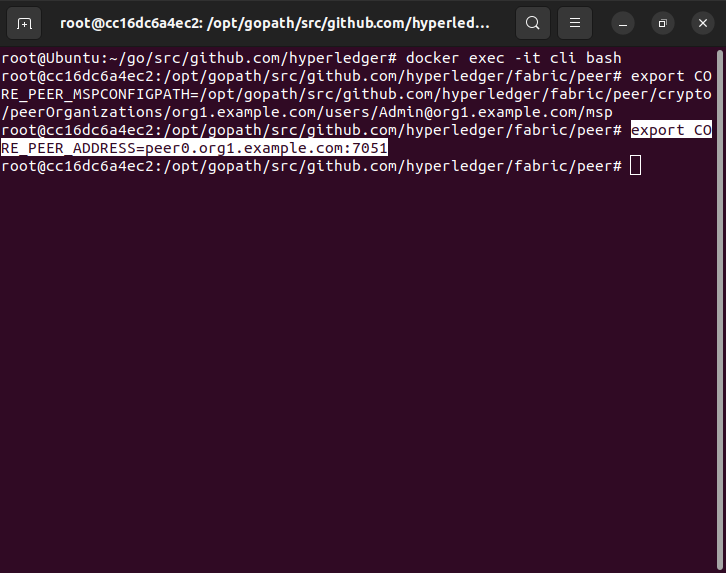 root@cc16dc6a4ec2: /opt/gopath/src/github.com/hyperled...
root@Ubuntu:~/go/src/github.com/hyperledger# docker exec -it cli bash
root@cc16dc6a4ec2:/opt/gopath/src/github.com/hyperledger/fabric/peer# export CO
RE_PEER_MSPCONFIGPATH=/opt/gopath/src/github.com/hyperledger/fabric/peer/crypto
/peerOrganizations/org1.example.com/users/Admin@org1.example.com/msp
root@cc16dc6a4ec2:/opt/gopath/src/github.com/hyperledger/fabric/peer# export CO
RE_PEER_ADDRESS=peer0.org1.example.com:7051
root@cc16dc6a4ec2:/opt/gopath/src/github.com/hyperledger/fabric/peer#